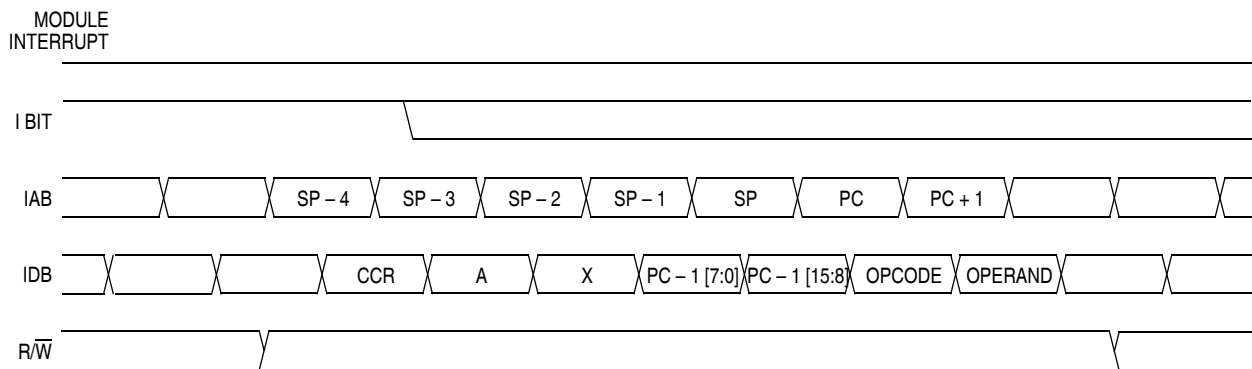 MODULE
INTERRUPT
I BIT
IAB SP – 4 SP – 3 SP – 2 SP – 1 SP PC PC + 1
IDB CCR A X PC – 1 [7:0] PC – 1 [15:8] OPCODE OPERAND
R/W̅